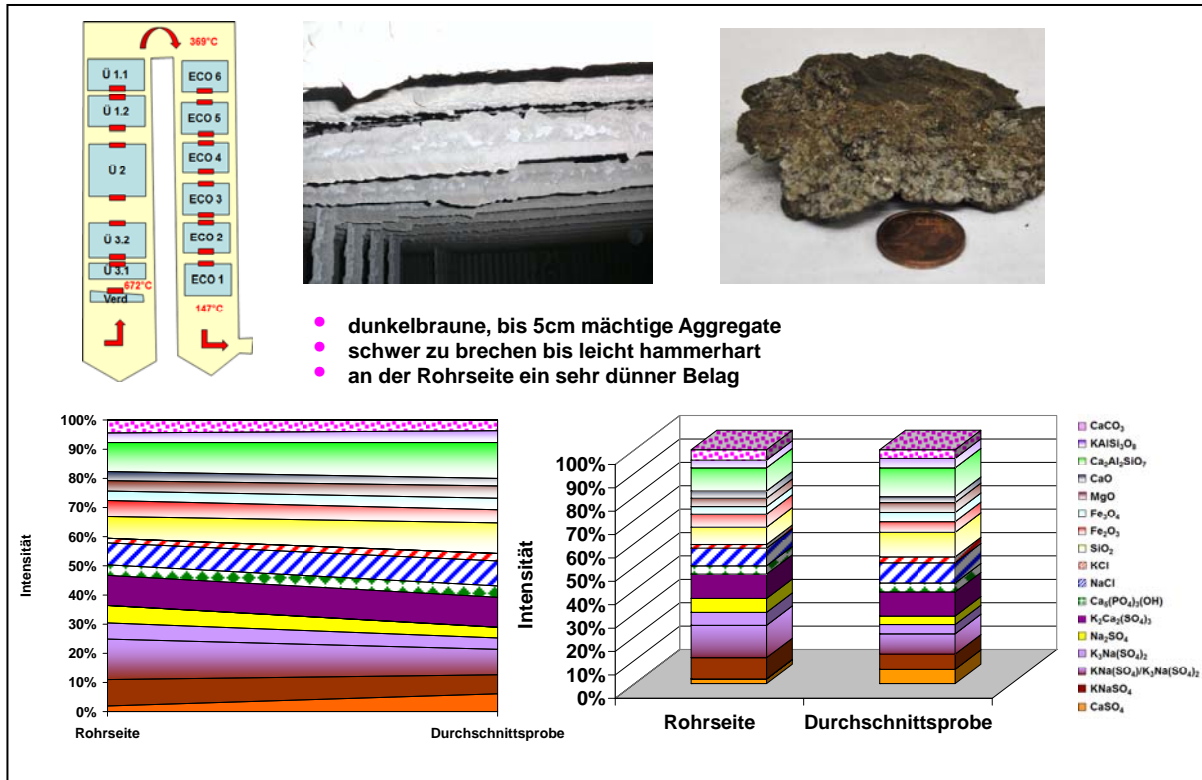 369°C
Ü 1.1
ECO 6
Ü 1.2
ECO 5
ECO 4
Ü 2
ECO 3
Ü 3.2
ECO 2
Ü 3.1
ECO 1
672°C
Verd
147°C
• dunkelbraune, bis 5cm mächtige Aggregate
• schwer zu brechen bis leicht hammerhart
• an der Rohrseite ein sehr dünner Belag
Intensität
100%
90%
80%
70%
60%
50%
40%
30%
20%
10%
0%
Rohrseite
Durchschnittsprobe
Intensität
100%
90%
80%
70%
60%
50%
40%
30%
20%
10%
0%
Rohrseite
Durchschnittsprobe
CaCO₃
KAlSi₃O₈
Ca₂Al₂SiO₇
CaO
MgO
Fe₃O₄
Fe₂O₃
SiO₂
KCl
NaCl
Ca₅(PO₄)₃(OH)
K₂Ca₂(SO₄)₃
Na₂SO₄
K₃Na(SO₄)₂
KNa(SO₄)/K₃Na(SO₄)₂
KNaSO₄
CaSO₄